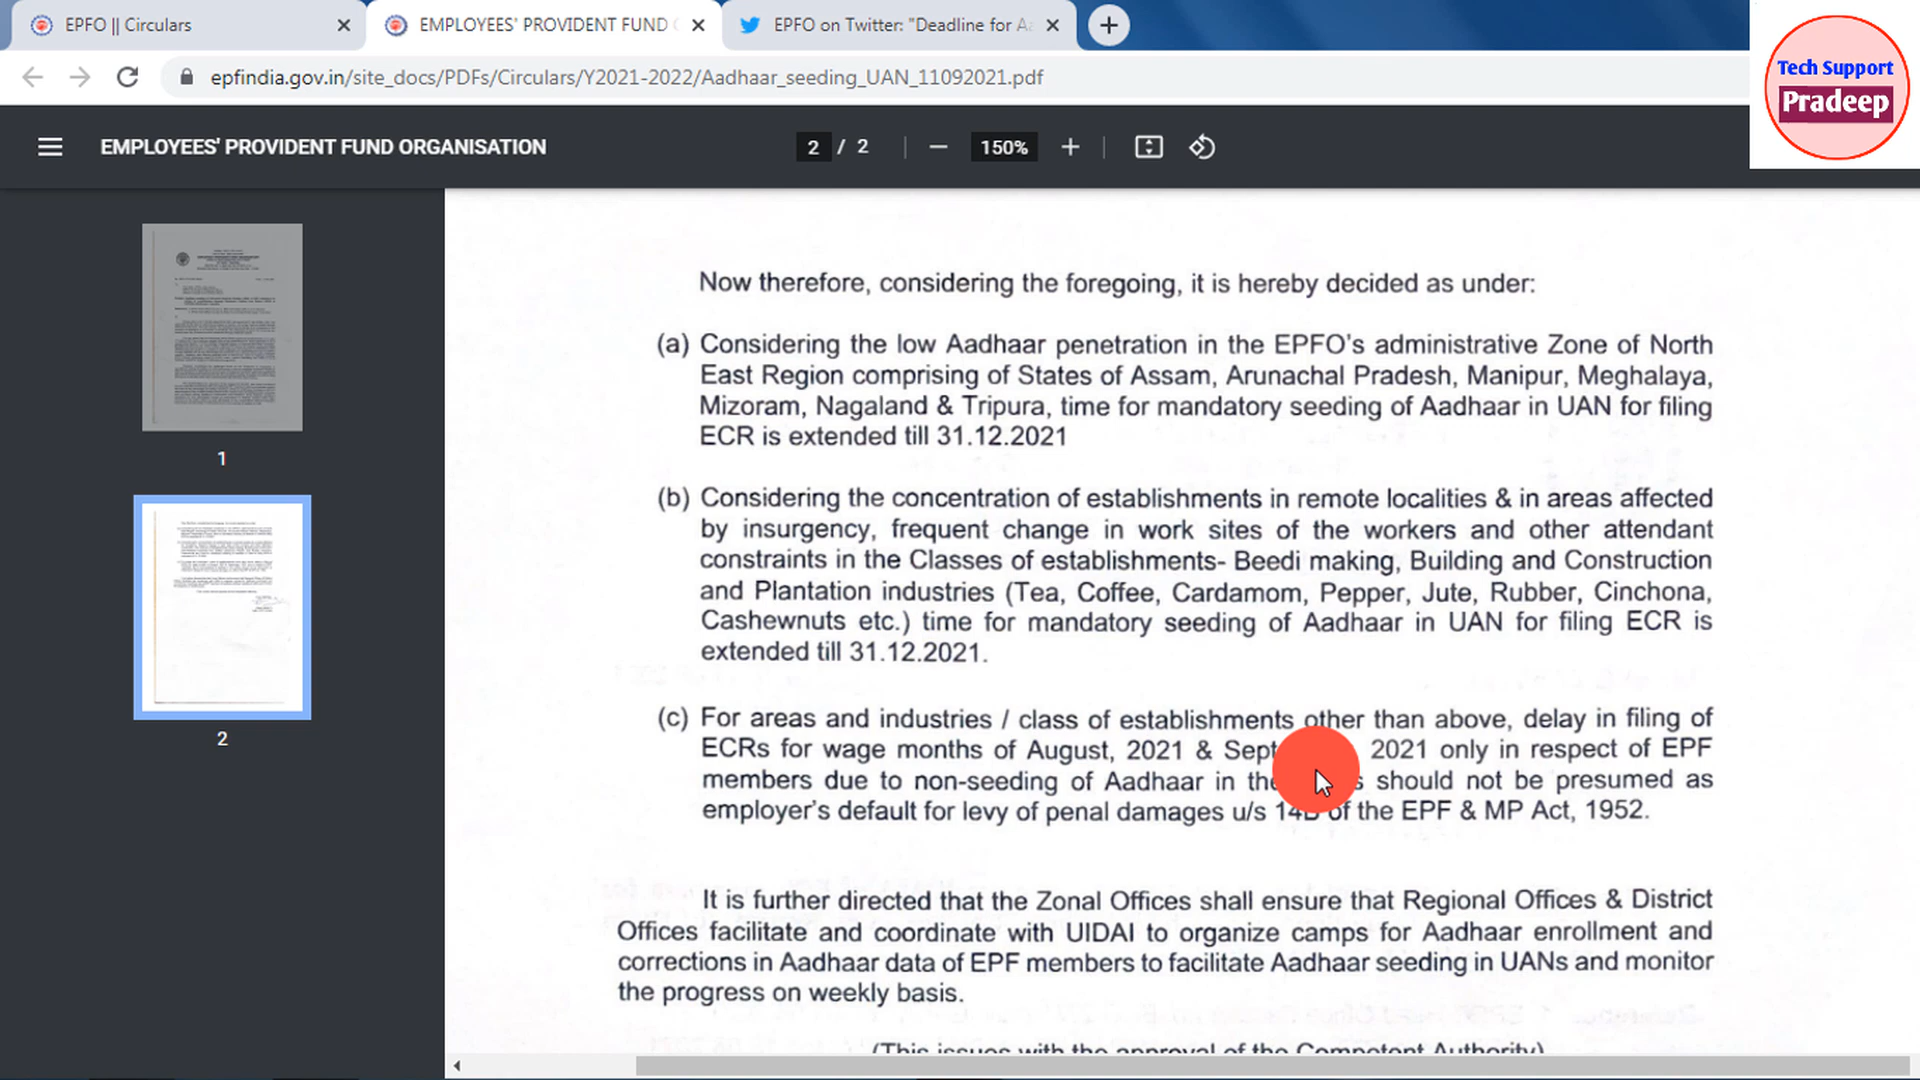 EPFO || Circulars
EMPLOYEES' PROVIDENT FUND
EPFO on Twitter: "Deadline for Aa
epfindia.gov.in/site_docs/PDFs/Circulars/Y2021-2022/Aadhaar_seeding_UAN_11092021.pdf
Tech Support
Pradeep
EMPLOYEES' PROVIDENT FUND ORGANISATION
2 / 2
150%
1
2
Now therefore, considering the foregoing, it is hereby decided as under:
(a) Considering the low Aadhaar penetration in the EPFO's administrative Zone of North
East Region comprising of States of Assam, Arunachal Pradesh, Manipur, Meghalaya,
Mizoram, Nagaland & Tripura, time for mandatory seeding of Aadhaar in UAN for filing
ECR is extended till 31.12.2021
(b) Considering the concentration of establishments in remote localities & in areas affected
by insurgency, frequent change in work sites of the workers and other attendant
constraints in the Classes of establishments- Beedi making, Building and Construction
and Plantation industries (Tea, Coffee, Cardamom, Pepper, Jute, Rubber, Cinchona,
Cashewnuts etc.) time for mandatory seeding of Aadhaar in UAN for filing ECR is
extended till 31.12.2021.
(c) For areas and industries / class of establishments other than above, delay in filing of
ECRs for wage months of August, 2021 & Sept 2021 only in respect of EPF
members due to non-seeding of Aadhaar in the should not be presumed as
employer's default for levy of penal damages u/s 14B of the EPF & MP Act, 1952.
It is further directed that the Zonal Offices shall ensure that Regional Offices & District
Offices facilitate and coordinate with UIDAI to organize camps for Aadhaar enrollment and
corrections in Aadhaar data of EPF members to facilitate Aadhaar seeding in UANs and monitor
the progress on weekly basis.
(This issues with the approval of the Competent Authority)